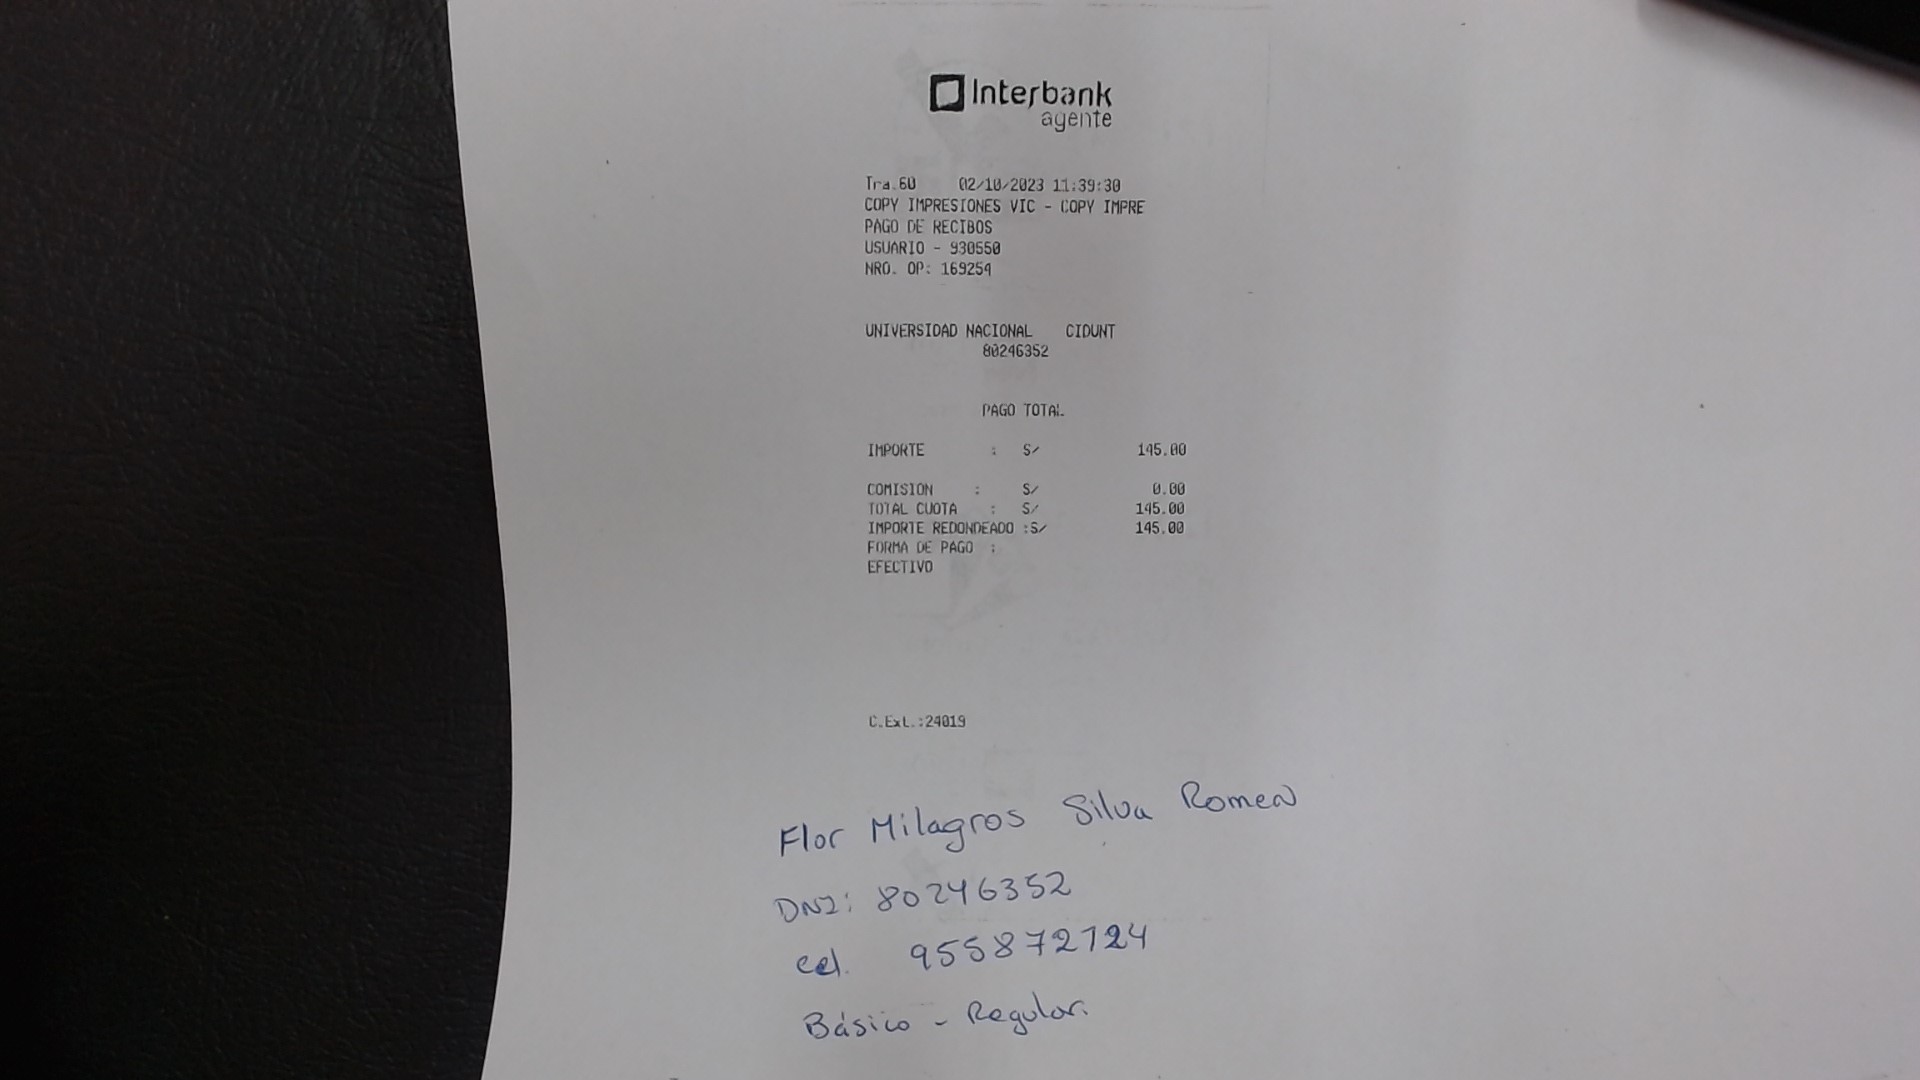 Interbank
agente
Tra.60 02/10/2023 11:39:30
COPY IMPRESIONES VIC - COPY IMPRE
PAGO DE RECIBOS
USUARIO - 930550
NRO. OP: 169254
UNIVERSIDAD NACIONAL CIDUNT
80246352
PAGO TOTAL
IMPORTE : S/ 145.00
COMISION : S/ 0.00
TOTAL CUOTA : S/ 145.00
IMPORTE REDONDEADO :S/ 145.00
FORMA DE PAGO :
EFECTIVO
C.Ext.:24019
Flor Milagros Silva Romero
DNI: 80246352
cel. 955872124
Básico - Regular.